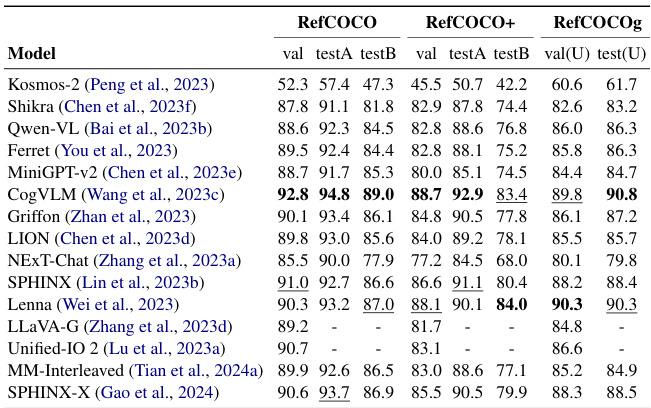 RefCOCO RefCOCO+ RefCOCOg
Model val testA testB val testA testB val(U) test(U)
Kosmos-2 (Peng et al., 2023) 52.3 57.4 47.3 45.5 50.7 42.2 60.6 61.7
Shikra (Chen et al., 2023f) 87.8 91.1 81.8 82.9 87.8 74.4 82.6 83.2
Qwen-VL (Bai et al., 2023b) 88.6 92.3 84.5 82.8 88.6 76.8 86.0 86.3
Ferret (You et al., 2023) 89.5 92.4 84.4 82.8 88.1 75.2 85.8 86.3
MiniGPT-v2 (Chen et al., 2023e) 88.7 91.7 85.3 80.0 85.1 74.5 84.4 84.7
CogVLM (Wang et al., 2023c) 92.8 94.8 89.0 88.7 92.9 83.4 89.8 90.8
Griffon (Zhan et al., 2023) 90.1 93.4 86.1 84.8 90.5 77.8 86.1 87.2
LION (Chen et al., 2023d) 89.8 93.0 85.6 84.0 89.2 78.1 85.5 85.7
NExT-Chat (Zhang et al., 2023a) 85.5 90.0 77.9 77.2 84.5 68.0 80.1 79.8
SPHINX (Lin et al., 2023b) 91.0 92.7 86.6 86.6 91.1 80.4 88.2 88.4
Lenna (Wei et al., 2023) 90.3 93.2 87.0 88.1 90.1 84.0 90.3 90.3
LLaVA-G (Zhang et al., 2023d) 89.2 - - 81.7 - - 84.8 -
Unified-IO 2 (Lu et al., 2023a) 90.7 - - 83.1 - - 86.6 -
MM-Interleaved (Tian et al., 2024a) 89.9 92.6 86.5 83.0 88.6 77.1 85.2 84.9
SPHINX-X (Gao et al., 2024) 90.6 93.7 86.9 85.5 90.5 79.9 88.3 88.5